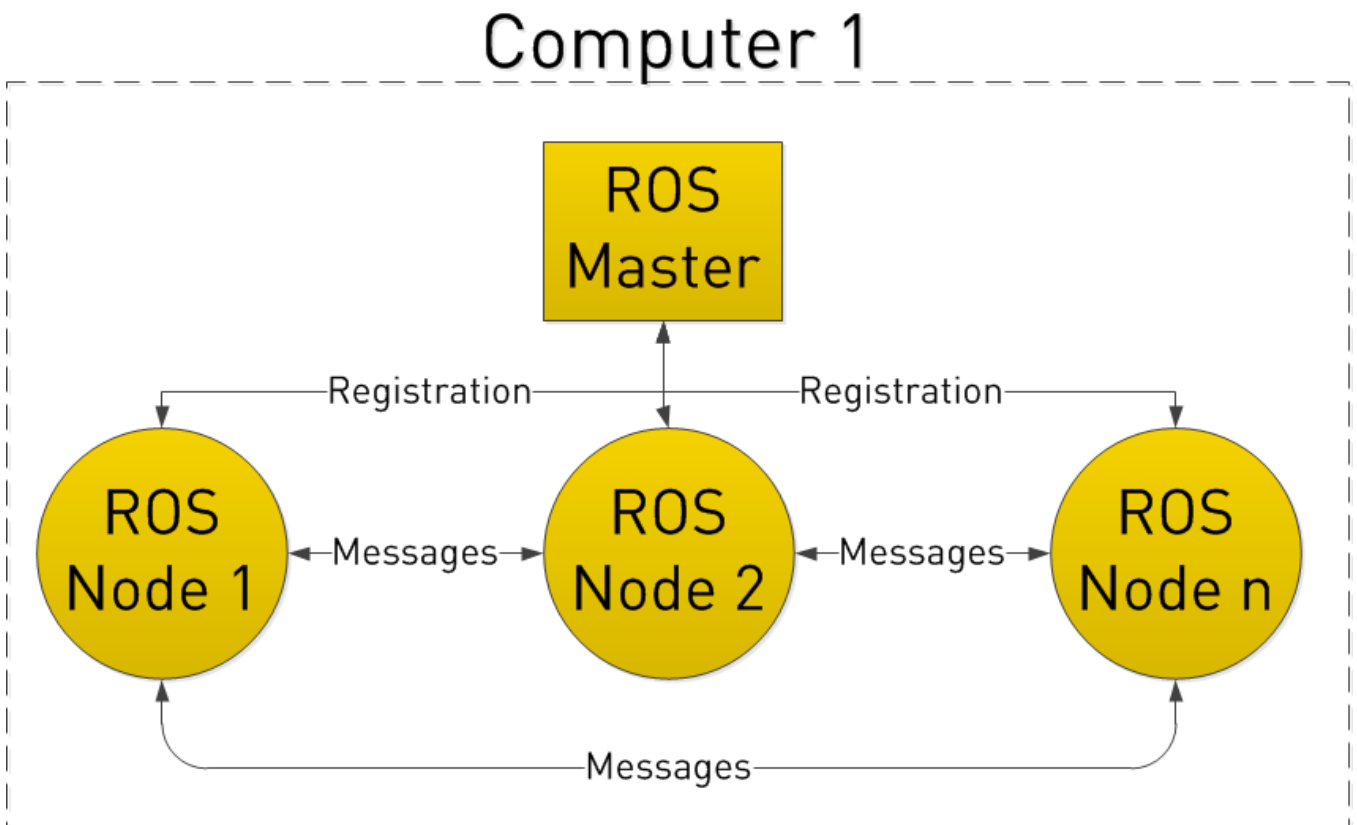 Computer 1
ROS
Master
Registration
Registration
ROS
Node 1
Messages
ROS
Node 2
Messages
ROS
Node n
Messages